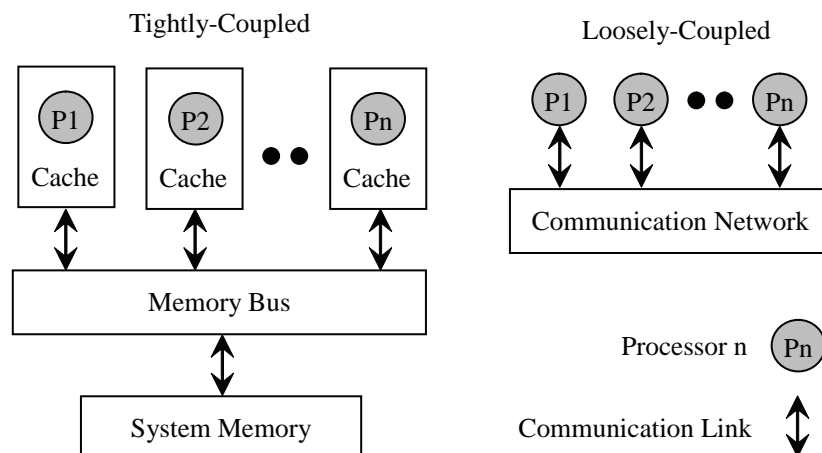 Tightly-Coupled
P1
P2
Pn
Cache
Cache
Cache
Memory Bus
System Memory
Loosely-Coupled
P1
P2
Pn
Communication Network
Processor n
Pn
Communication Link